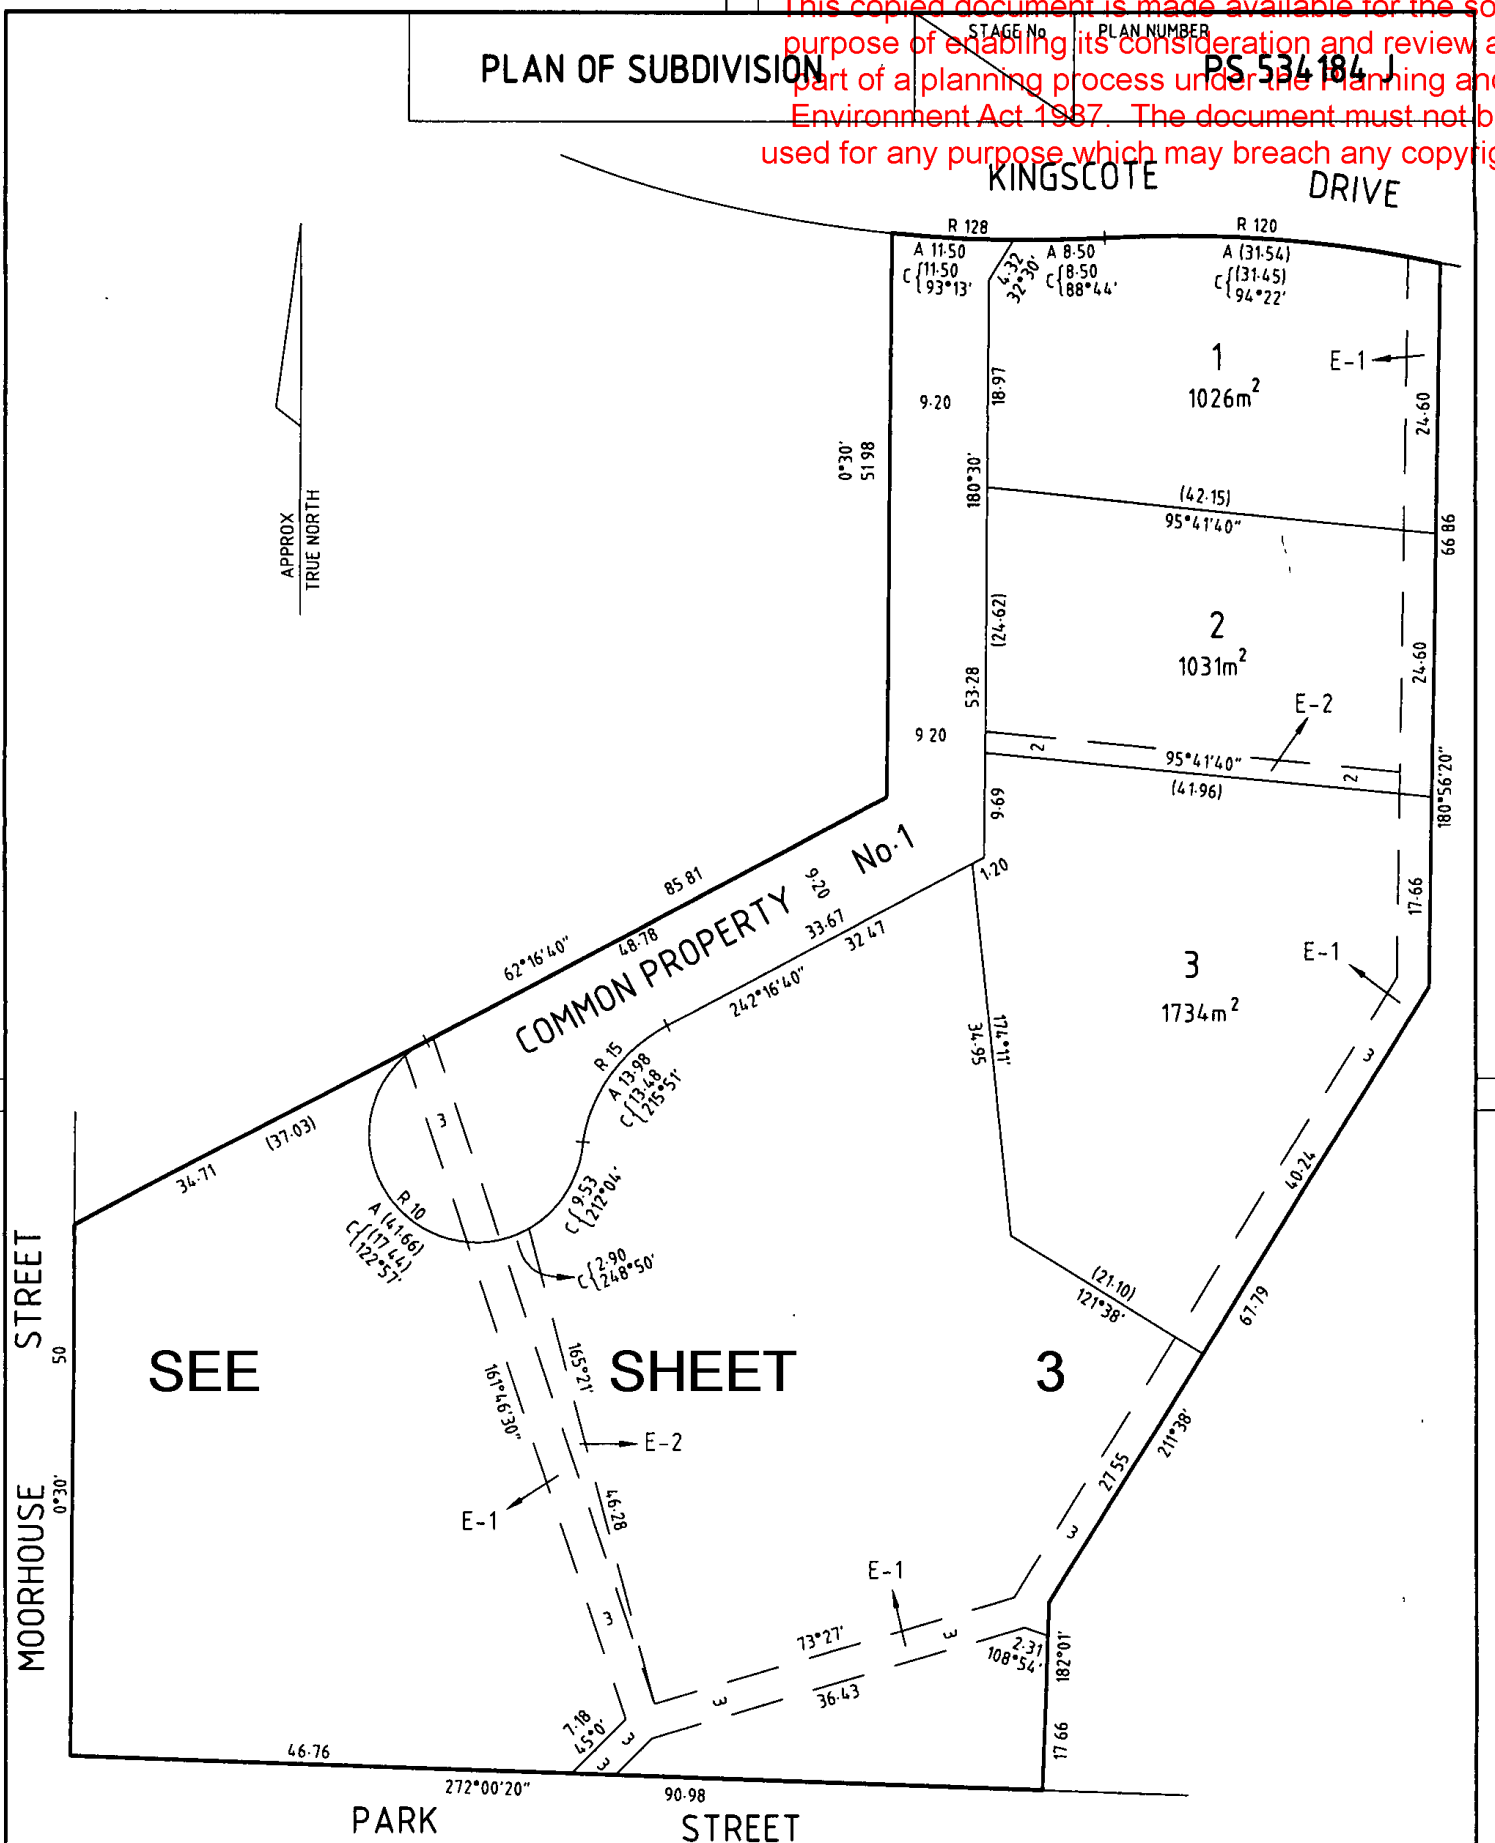 This copied document is made available for the so
purpose of enabling its consideration and review a
part of a planning process under the Planning and
Environment Act 1987. The document must not b
used for any purpose which may breach any copyrig
PLAN OF SUBDIVISION
STAGE No
PLAN NUMBER
PS 534184 J
KINGSCOTE DRIVE
R 128
R 120
A 11·50
C { 11·50
93°13'
4·32
32°30'
A 8·50
C { 8·50
88°44'
A (31·54)
C { (31·45)
94°22'
1
1026m²
E-1
24·60
9·20
18·97
0°30'
51 98
180°30'
(42·15)
95°41'40"
66 86
APPROX
TRUE NORTH
(24·62)
2
1031m²
24·60
53·28
E-2
9 20
2
95°41'40"
2
(41·96)
180°56'20"
9·69
COMMON PROPERTY No·1
9·20
1·20
85 81
62°16'40"
48·78
33·67
32 47
242°16'40"
17·66
3
1734m²
E-1
3
34·95
174°11'
R 15
A 13·98
C { 13·48
215°51'
(37·03)
34·71
3
R 10
A (41·66)
C { (17 44)
122°57'
C { 9·53
212°04'
C { 2·90
248°50'
40·24
(21·10)
121°38'
67·79
MOORHOUSE STREET
50
0°30'
SEE SHEET 3
161°46'30"
165°21'
E-2
E-1
46·28
27 55
211°38'
3
3
E-1
73°27'
3
2·31
108°54'
182°01'
36·43
3
17 66
7·18
45°0'
3
3
46·76
272°00'20"
90·98
PARK STREET